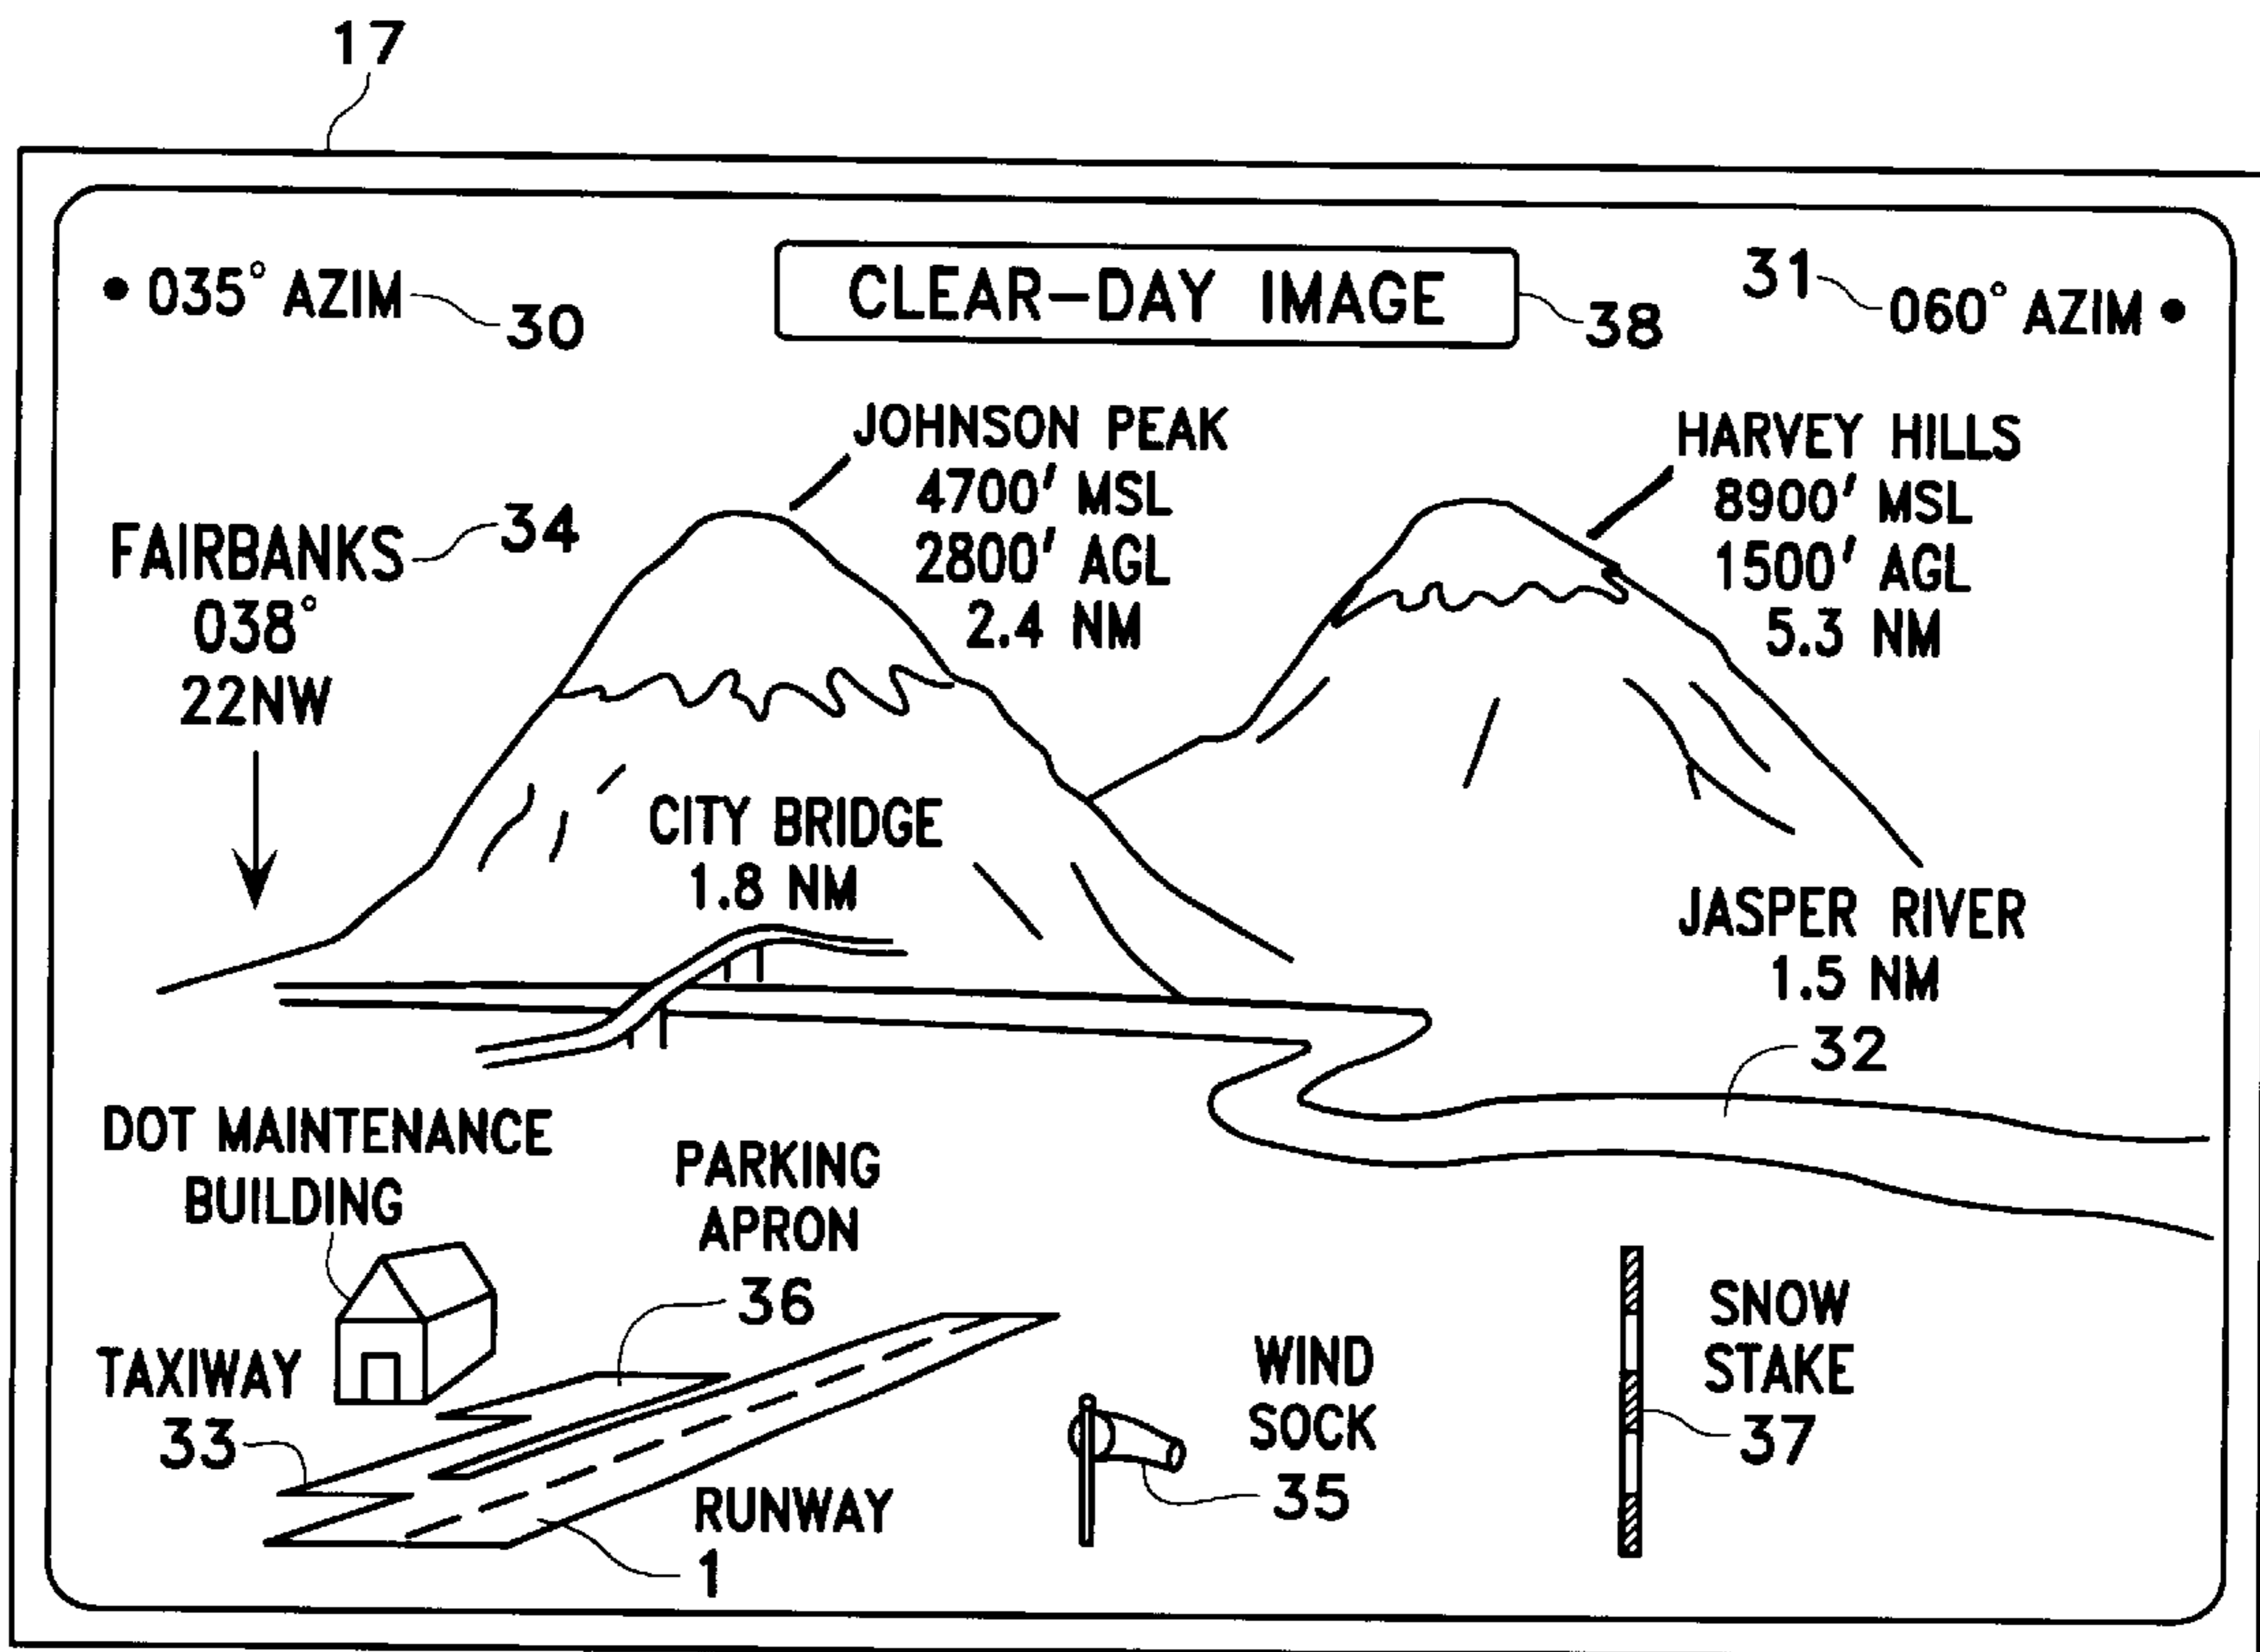 17
● 035° AZIM
30
CLEAR–DAY IMAGE
38
31
060° AZIM ●
JOHNSON PEAK
4700' MSL
2800' AGL
2.4 NM
HARVEY HILLS
8900' MSL
1500' AGL
5.3 NM
FAIRBANKS
34
038°
22NW
CITY BRIDGE
1.8 NM
JASPER RIVER
1.5 NM
32
DOT MAINTENANCE
BUILDING
PARKING
APRON
36
TAXIWAY
33
RUNWAY
1
WIND
SOCK
35
SNOW
STAKE
37